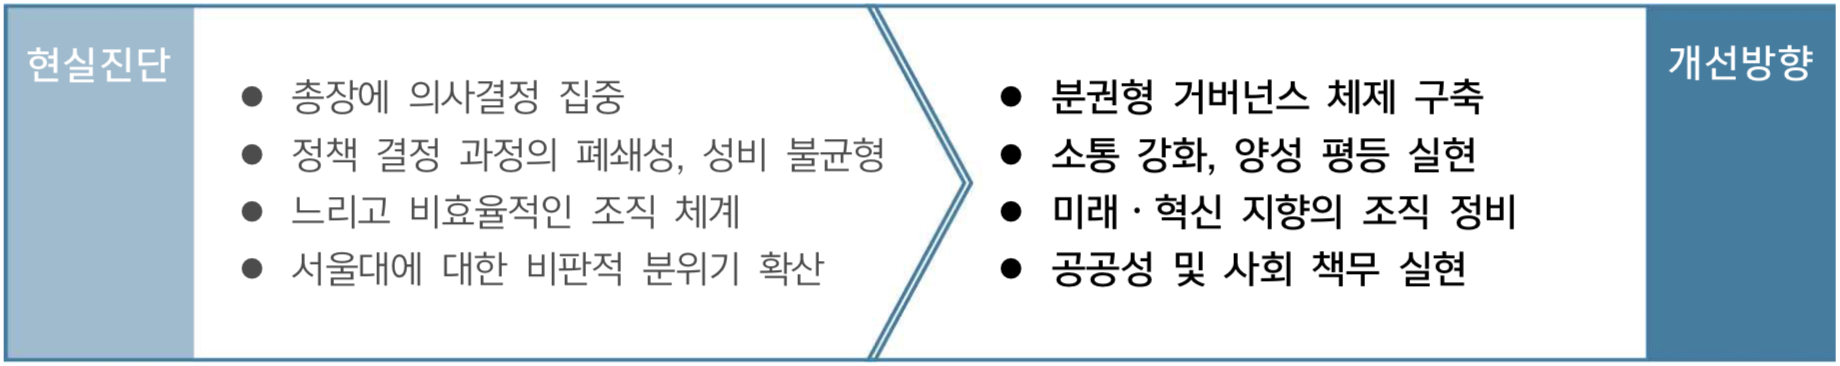 현실진단
● 총장에 의사결정 집중
● 정책 결정 과정의 폐쇄성, 성비 불균형
● 느리고 비효율적인 조직 체계
● 서울대에 대한 비판적 분위기 확산
● 분권형 거버넌스 체제 구축
● 소통 강화, 양성 평등 실현
● 미래·혁신 지향의 조직 정비
● 공공성 및 사회 책무 실현
개선방향